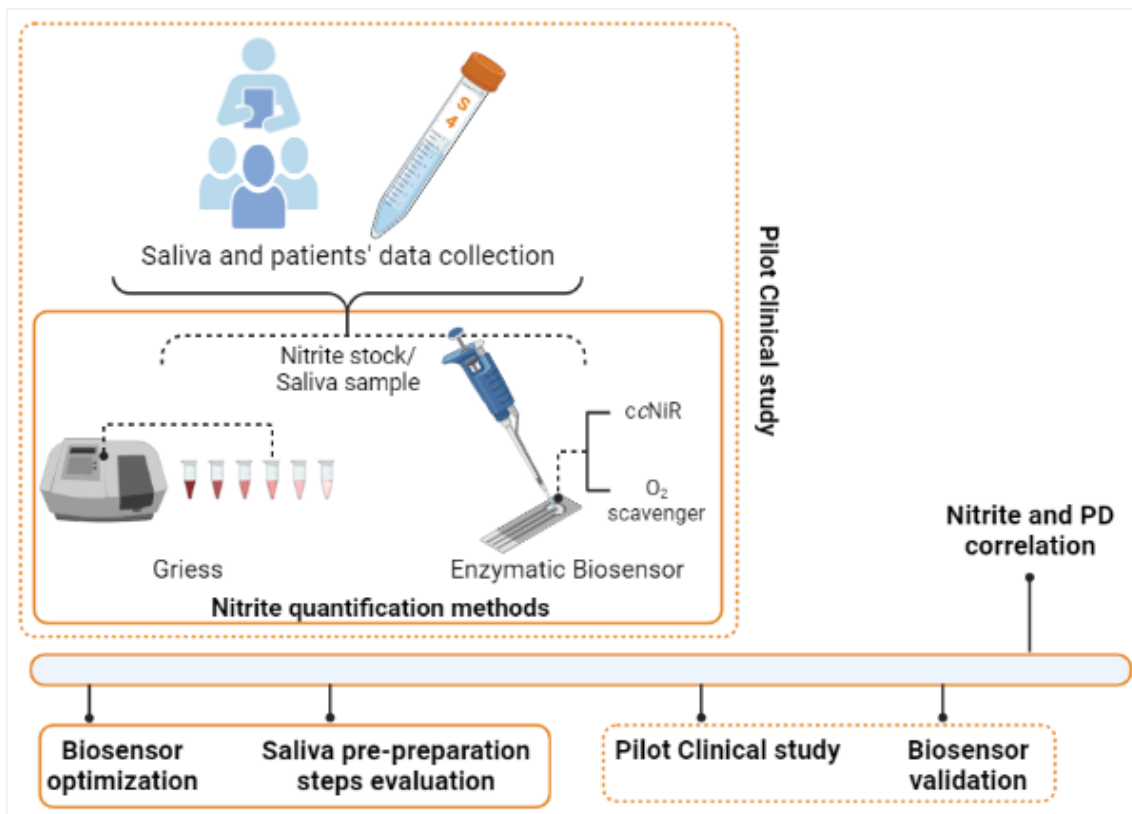 S4
Saliva and patients' data collection
Pilot Clinical study
Nitrite stock/
Saliva sample
ccNiR
O₂
scavenger
Griess
Enzymatic Biosensor
Nitrite quantification methods
Nitrite and PD
correlation
Biosensor
optimization
Saliva pre-preparation
steps evaluation
Pilot Clinical study
Biosensor
validation